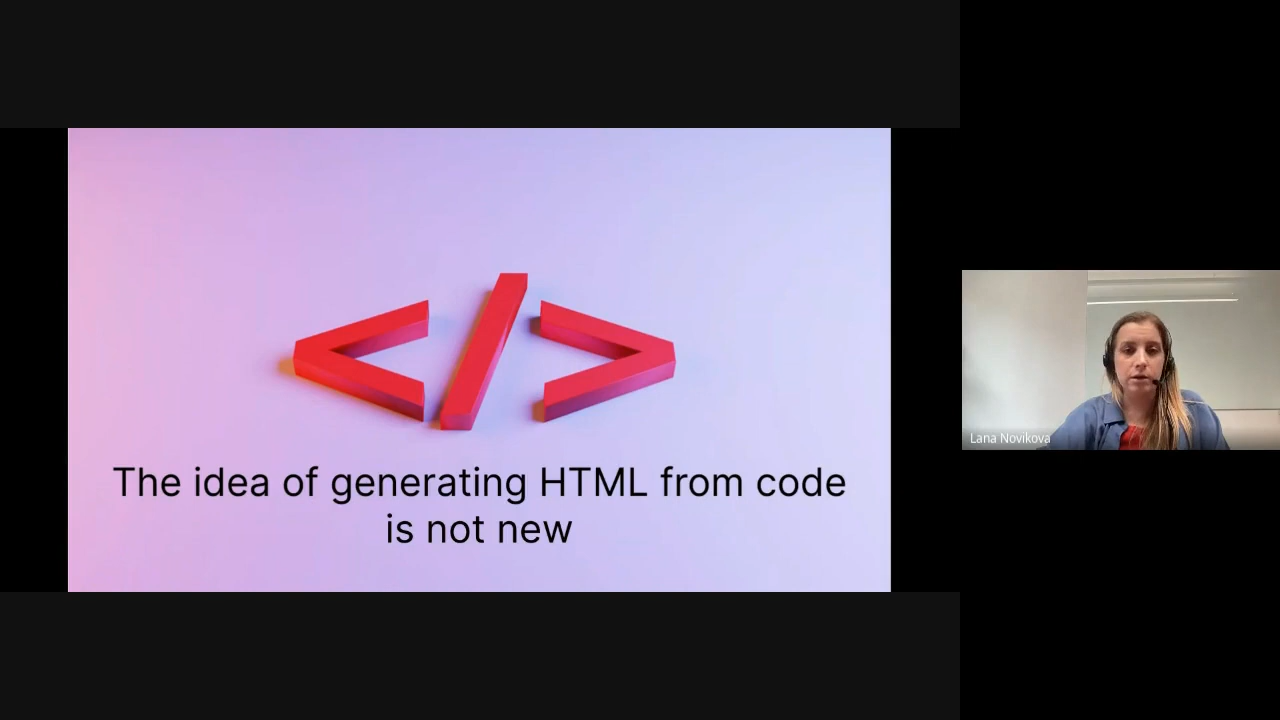 The idea of generating HTML from code
is not new
Lana Novikova